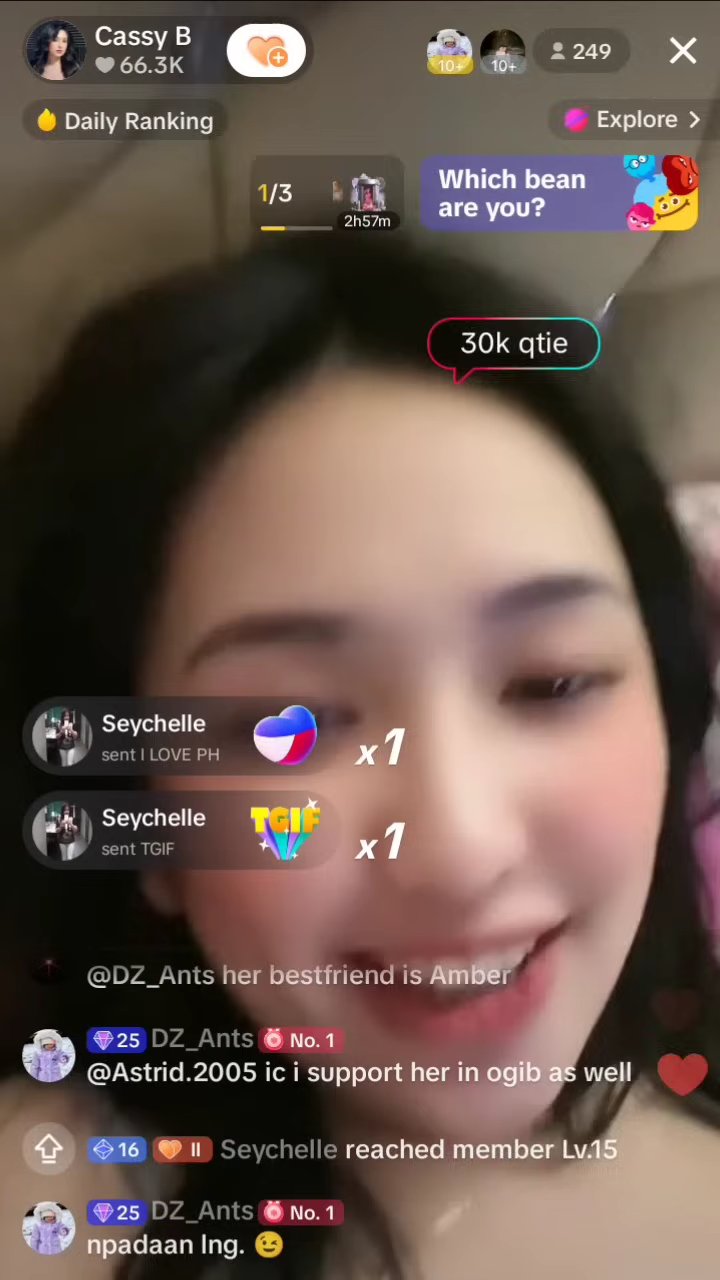 Cassy B
66.3K
10+
10+
249
Daily Ranking
Explore
1/3
2h57m
Which bean
are you?
30k qtie
Seychelle
sent I LOVE PH
x1
Seychelle
TGIF
sent TGIF
x1
@DZ_Ants her bestfriend is Amber
25 DZ_Ants No. 1
@Astrid.2005 ic i support her in ogib as well
16 II Seychelle reached member Lv.15
25 DZ_Ants No. 1
npadaan lng. 😉